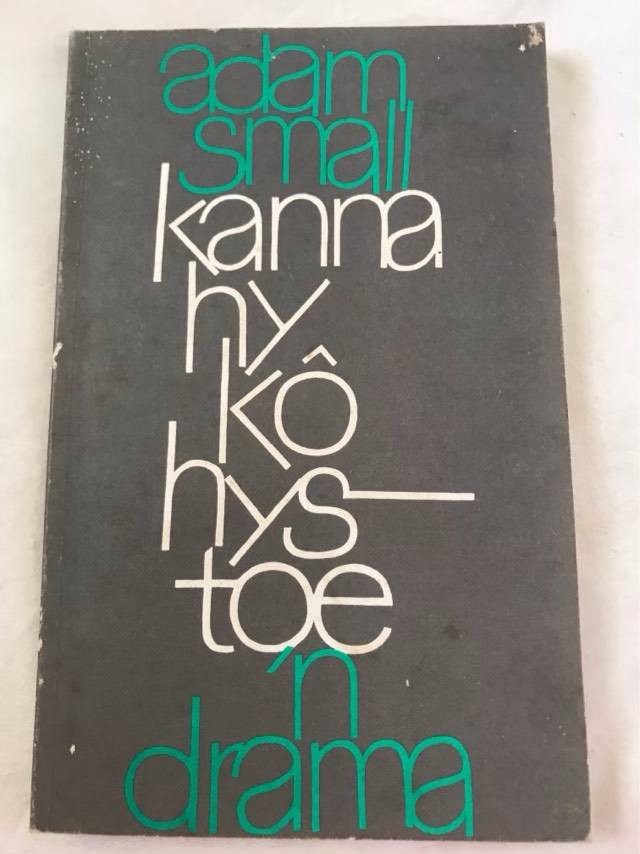 adam
small
kanna
hy
kô
hys—
toe
'n
drama